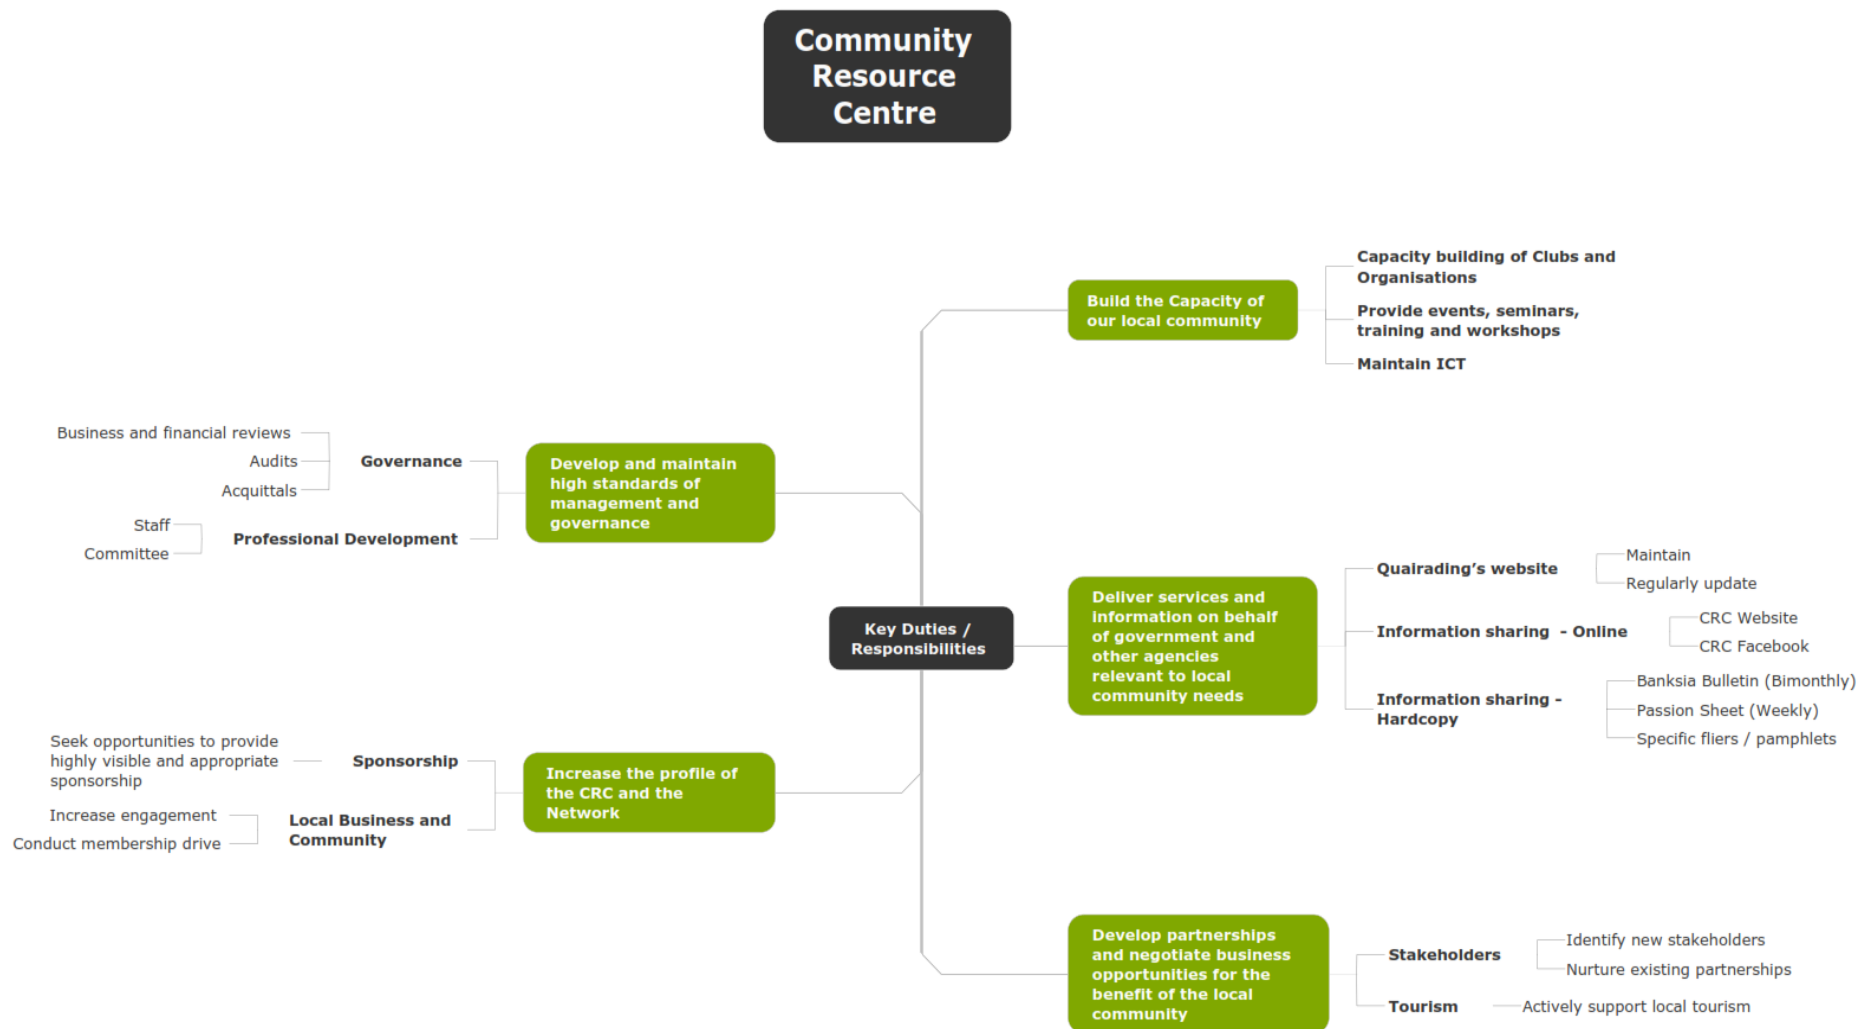 Community
Resource
Centre
Capacity building of Clubs and
Organisations
Build the Capacity of
our local community
Provide events, seminars,
training and workshops
Maintain ICT
Business and financial reviews
Audits
Acquittals
Governance
Staff
Committee
Professional Development
Develop and maintain
high standards of
management and
governance
Key Duties /
Responsibilities
Deliver services and
information on behalf
of government and
other agencies
relevant to local
community needs
Quairading’s website
Maintain
Regularly update
Information sharing  - Online
CRC Website
CRC Facebook
Information sharing -
Hardcopy
Banksia Bulletin (Bimonthly)
Passion Sheet (Weekly)
Specific fliers / pamphlets
Seek opportunities to provide
highly visible and appropriate
sponsorship
Sponsorship
Increase engagement
Conduct membership drive
Local Business and
Community
Increase the profile of
the CRC and the
Network
Develop partnerships
and negotiate business
opportunities for the
benefit of the local
community
Stakeholders
Identify new stakeholders
Nurture existing partnerships
Tourism
Actively support local tourism